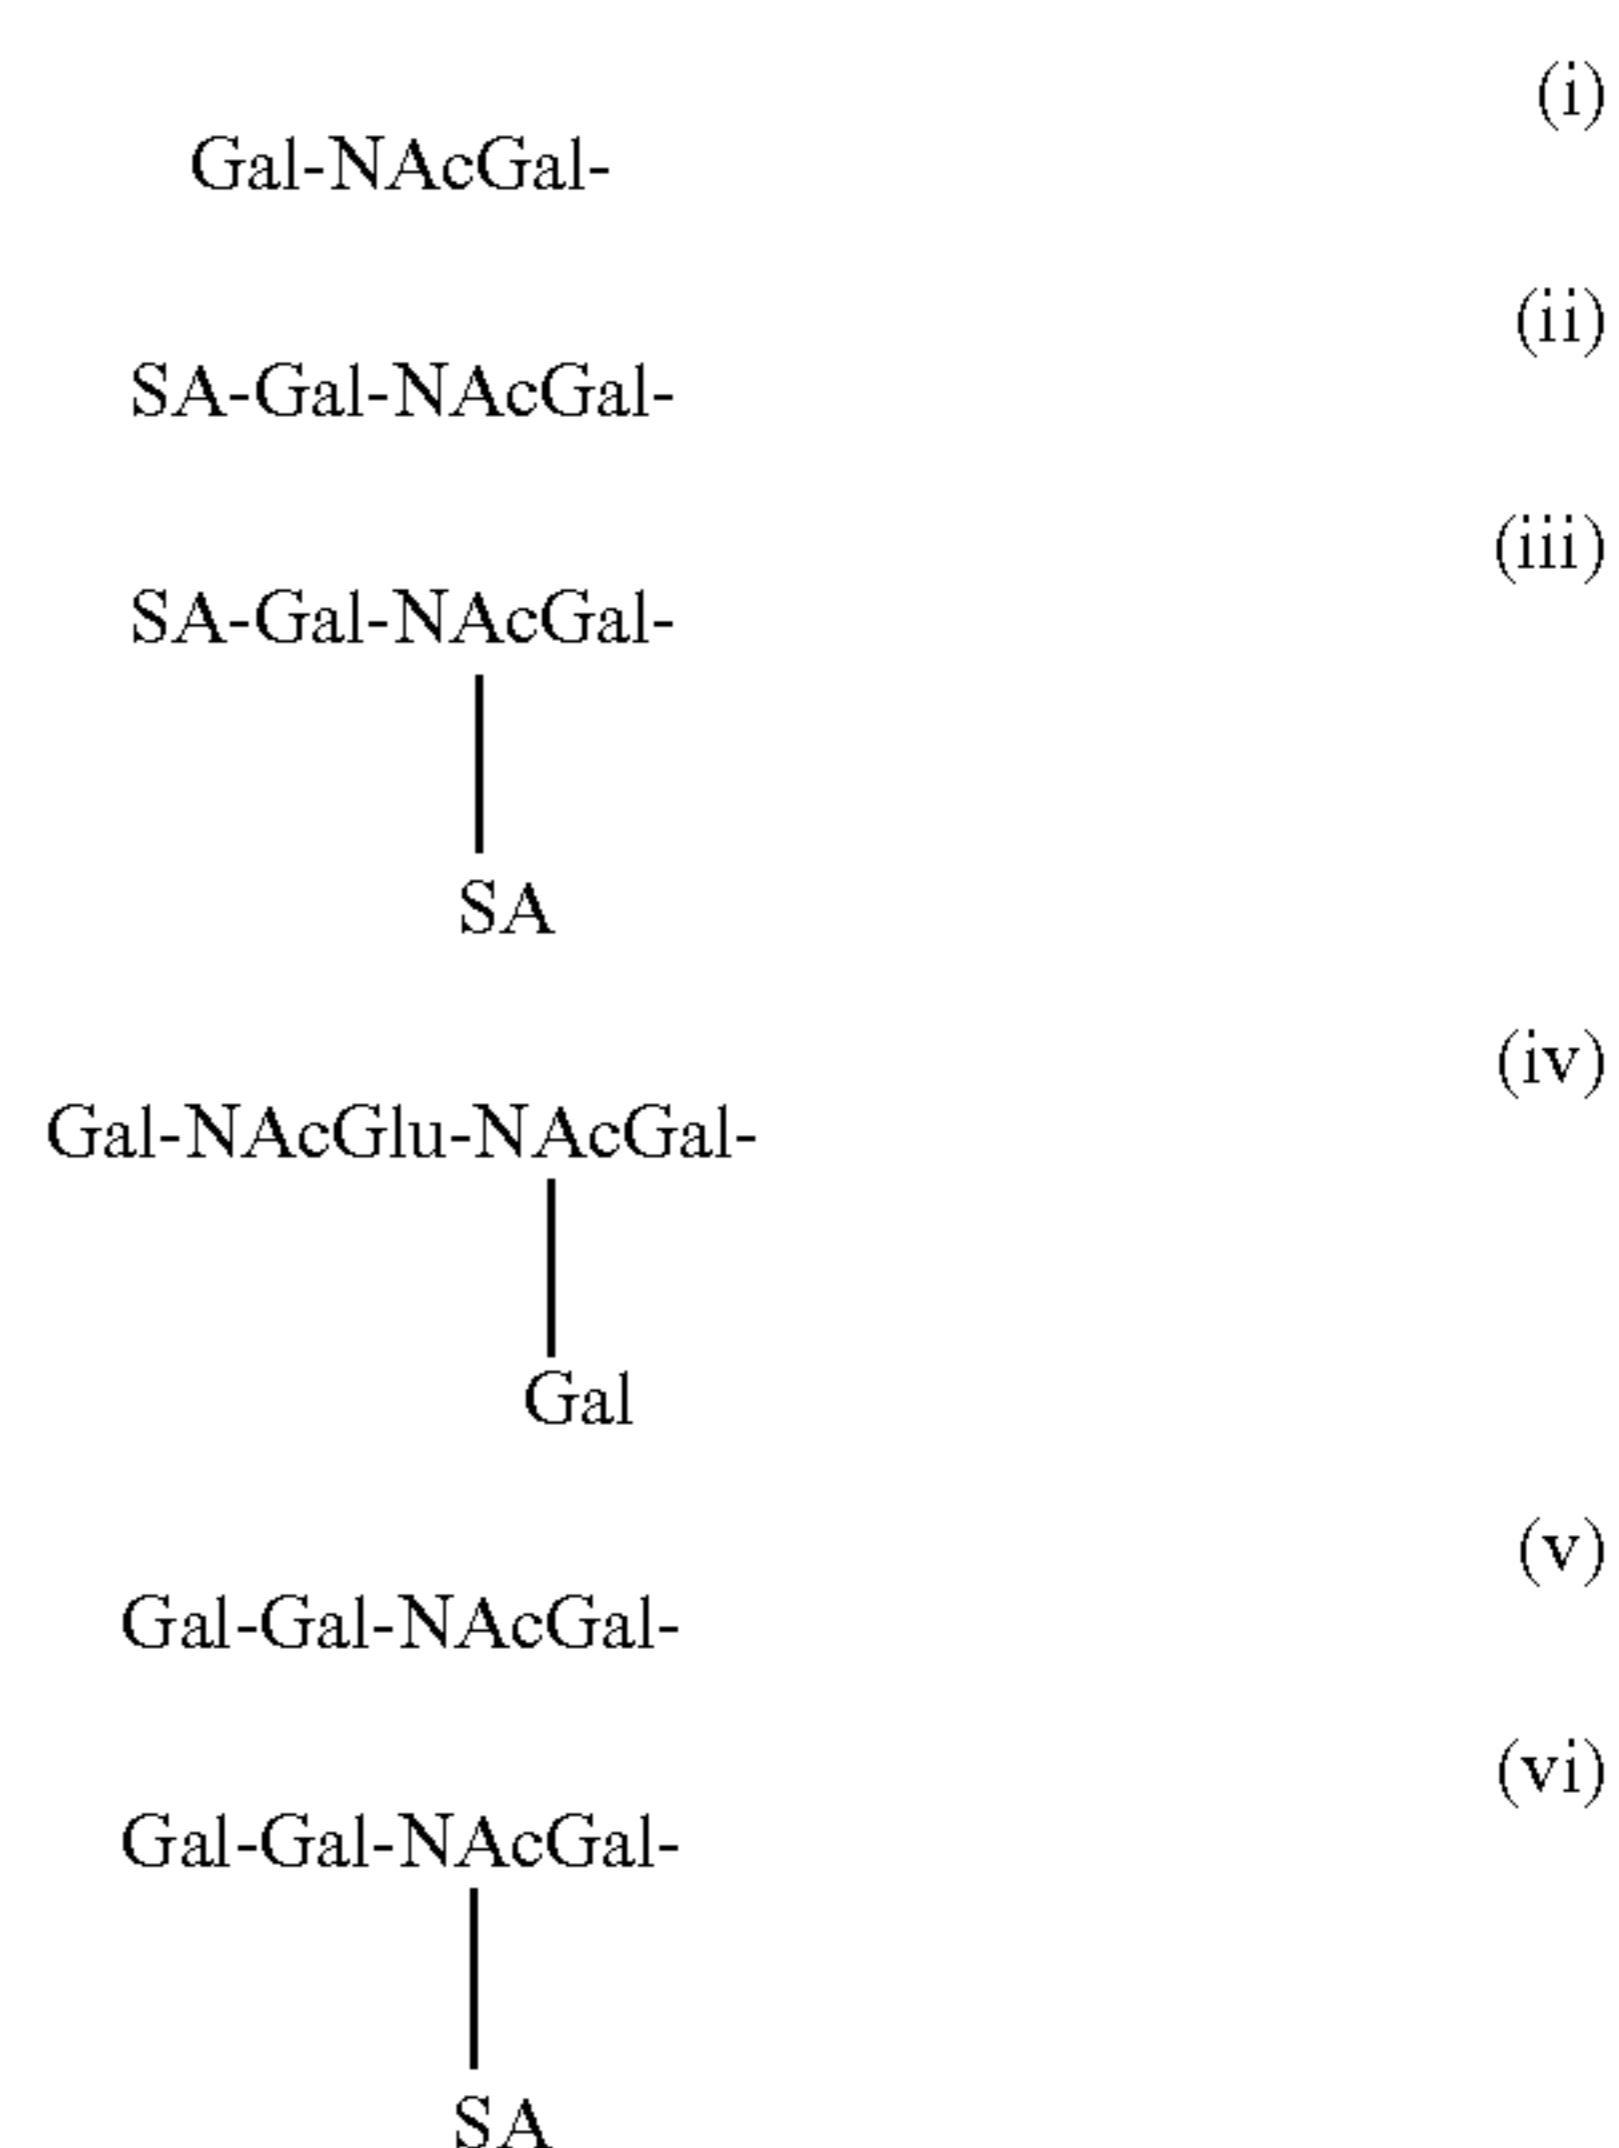 (i)
Gal-NAcGal-
(ii)
SA-Gal-NAcGal-
(iii)
SA-Gal-NAcGal-
SA
(iv)
Gal-NAcGlu-NAcGal-
Gal
(v)
Gal-Gal-NAcGal-
(vi)
Gal-Gal-NAcGal-
SA